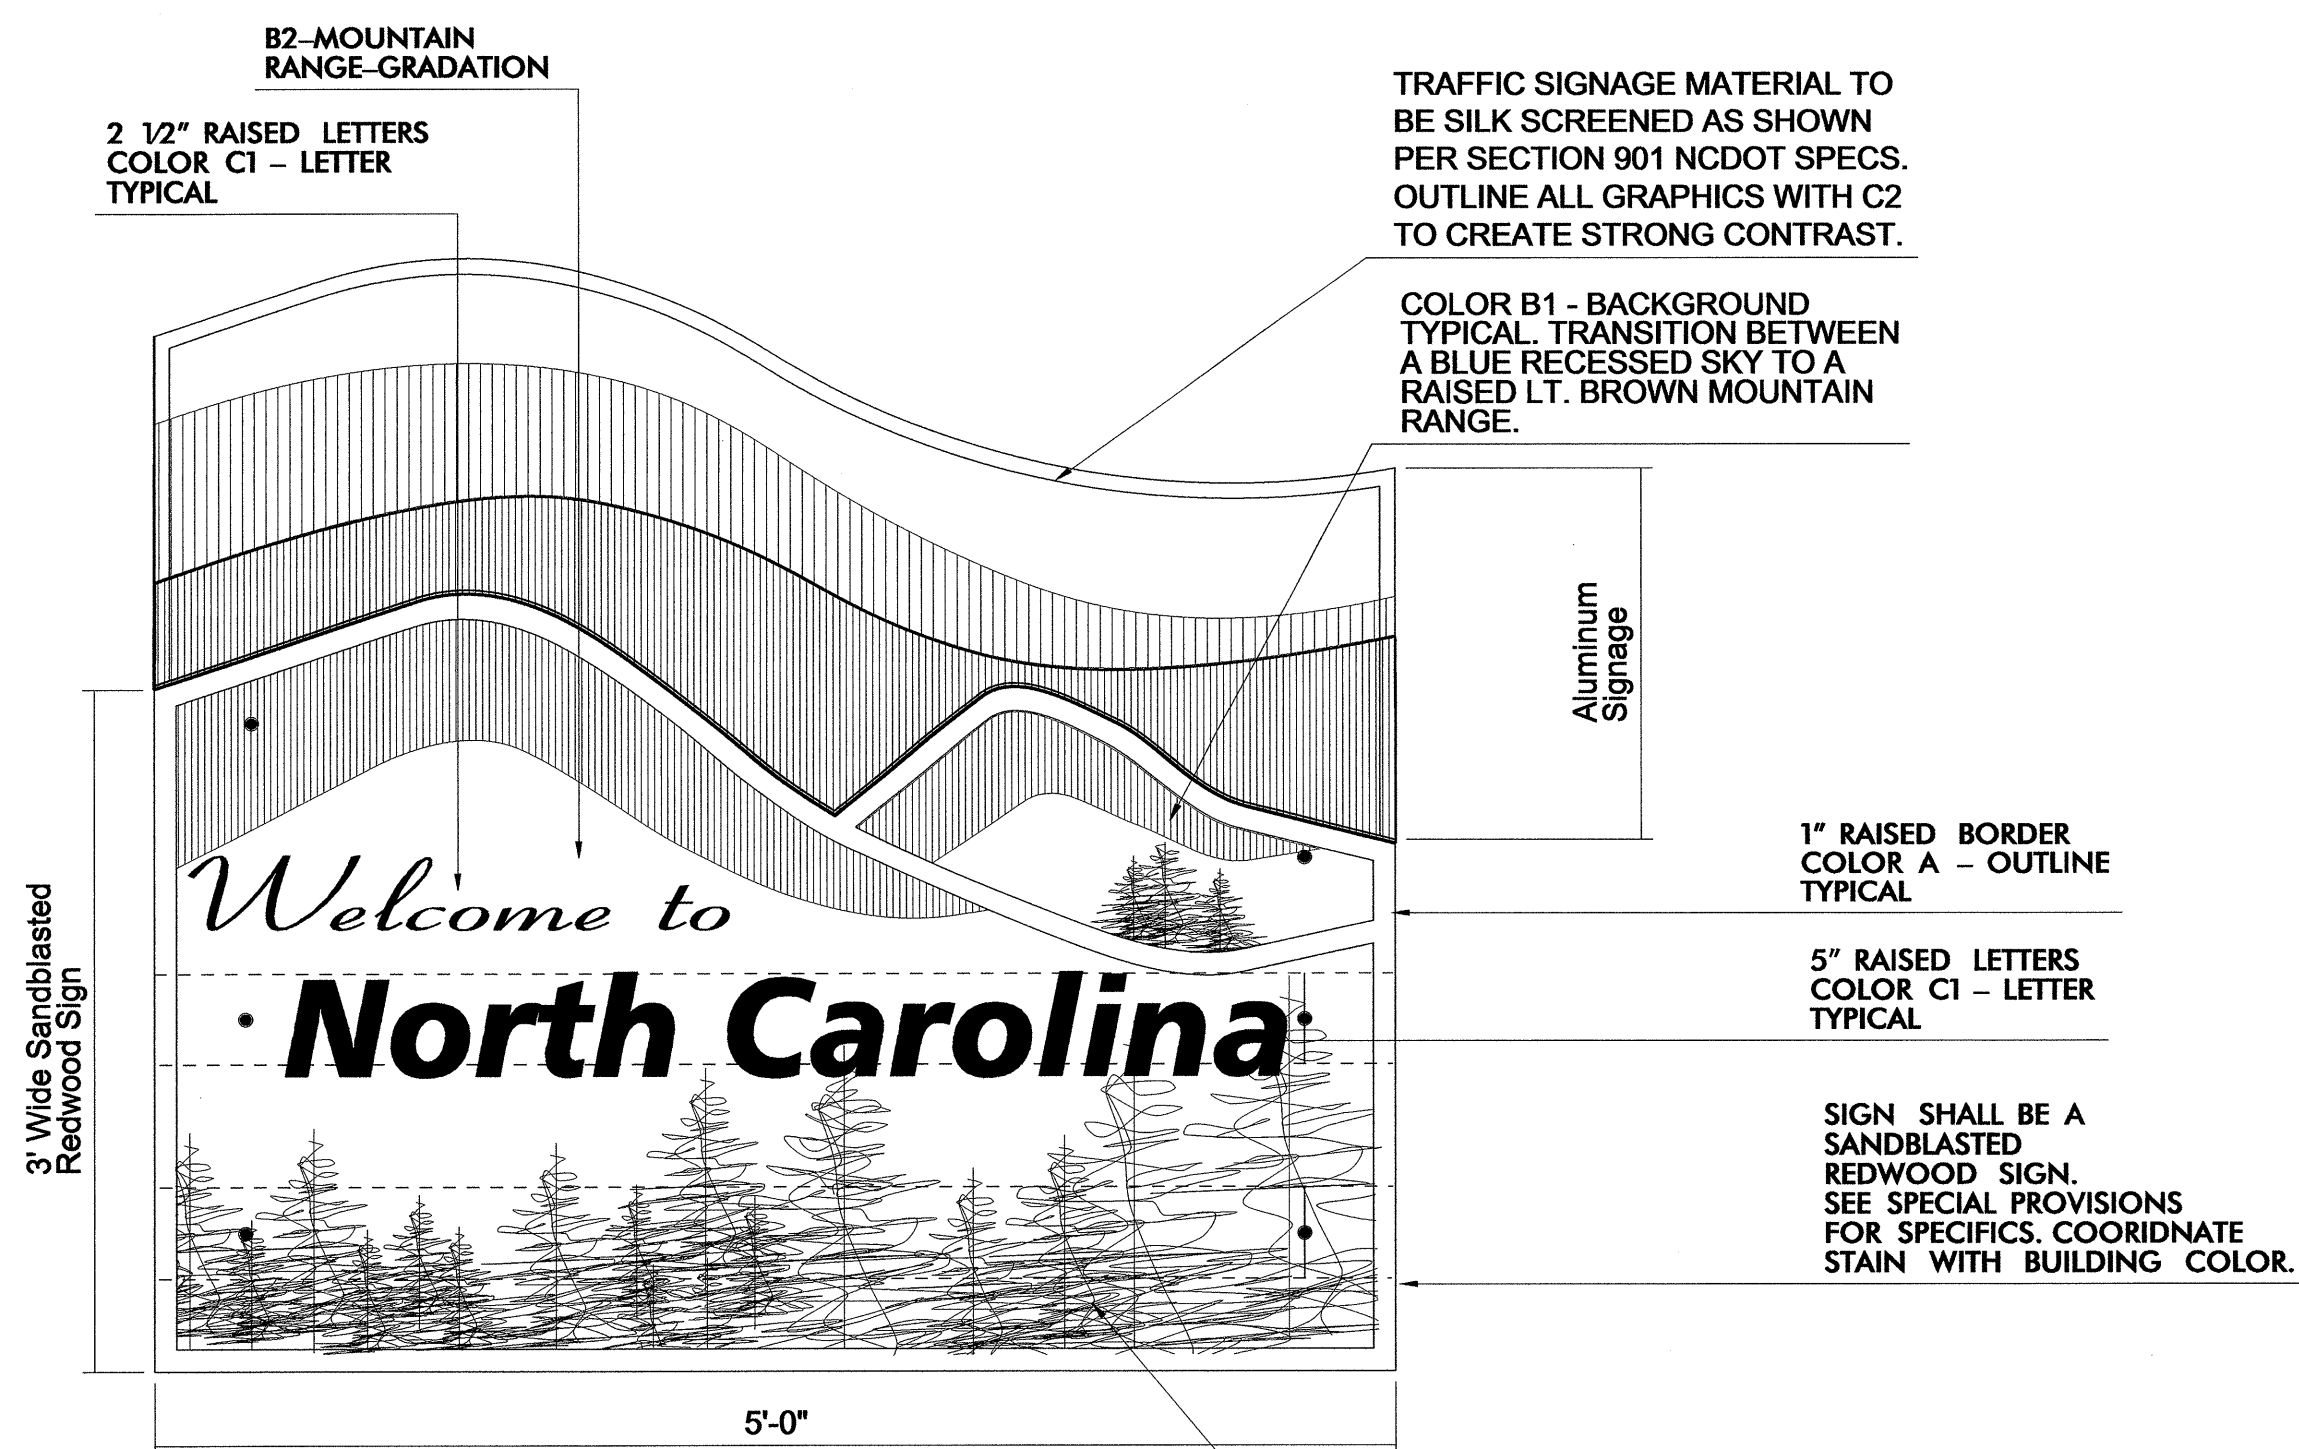 B2–MOUNTAIN
RANGE–GRADATION
2 1/2" RAISED LETTERS
COLOR C1 – LETTER
TYPICAL
TRAFFIC SIGNAGE MATERIAL TO
BE SILK SCREENED AS SHOWN
PER SECTION 901 NCDOT SPECS.
OUTLINE ALL GRAPHICS WITH C2
TO CREATE STRONG CONTRAST.
COLOR B1 - BACKGROUND
TYPICAL. TRANSITION BETWEEN
A BLUE RECESSED SKY TO A
RAISED LT. BROWN MOUNTAIN
RANGE.
Aluminum
Signage
1" RAISED BORDER
COLOR A – OUTLINE
TYPICAL
Welcome to
North Carolina
5" RAISED LETTERS
COLOR C1 – LETTER
TYPICAL
3' Wide Sandblasted
Redwood Sign
SIGN SHALL BE A
SANDBLASTED
REDWOOD SIGN.
SEE SPECIAL PROVISIONS
FOR SPECIFICS. COORIDNATE
STAIN WITH BUILDING COLOR.
5'-0"